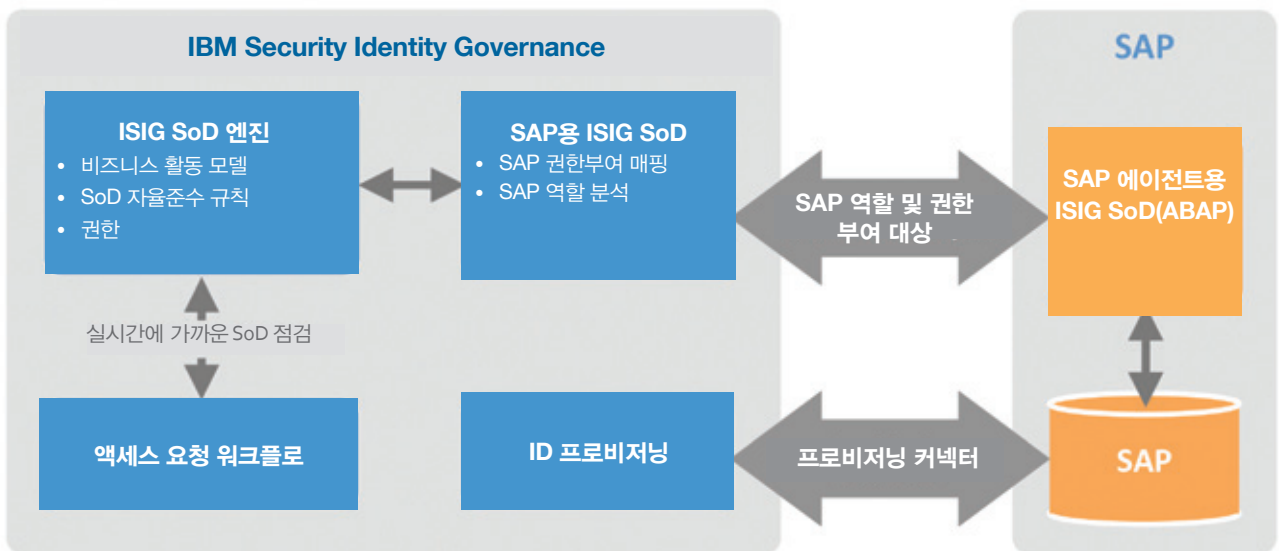 IBM Security Identity Governance
SAP
ISIG SoD 엔진
• 비즈니스 활동 모델
• SoD 자율준수 규칙
• 권한
SAP용 ISIG SoD
• SAP 권한부여 매핑
• SAP 역할 분석
SAP 역할 및 권한
부여 대상
SAP 에이전트용
ISIG SoD(ABAP)
실시간에 가까운 SoD 점검
액세스 요청 워크플로
ID 프로비저닝
프로비저닝 커넥터
SAP